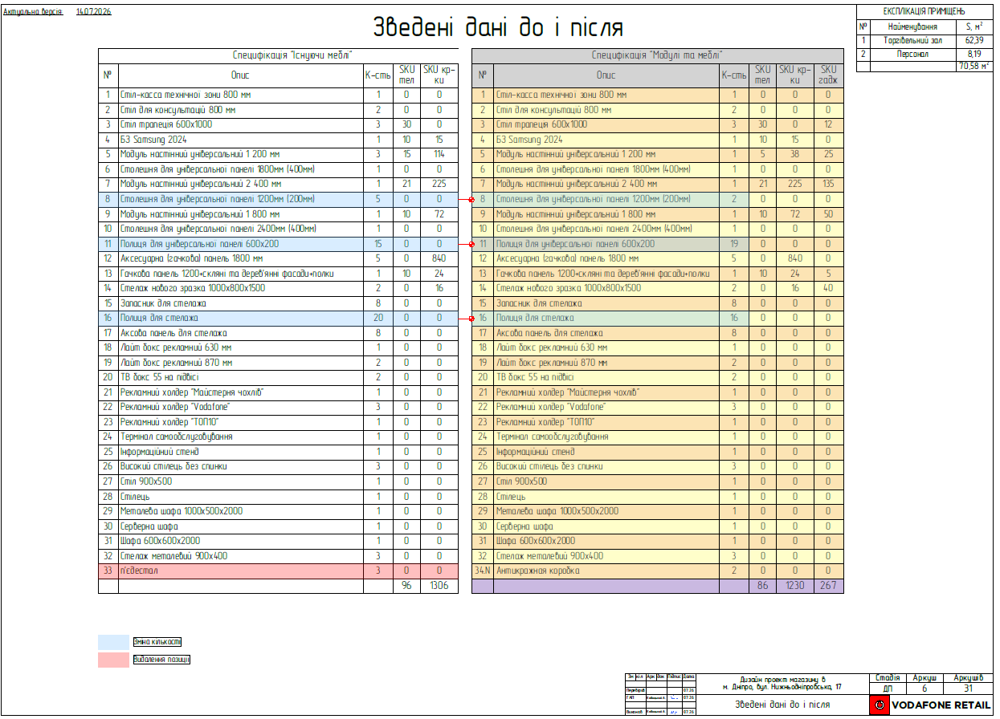 Актуальна версія 14.07.2026
Зведені дані до і після
ЕКСПЛІКАЦІЯ ПРИМІЩЕНЬ
№ Найменування S, м²
1 Торгівельний зал 62,39
2 Персонал 8,19
70,58 м²
Специфікація "Існуючи меблі"
№ Опис К-сть SKU тел SKU кр-ки
1 Стіл-касса технічної зони 800 мм 1 0 0
2 Стіл для консультацій 800 мм 2 0 0
3 Стіл трапеція 600х1000 3 30 0
4 БЗ Samsung 2024 1 10 15
5 Модуль настінний універсальний 1 200 мм 3 15 114
6 Столешня для універсальної панелі 1800мм (400мм) 1 0 0
7 Модуль настінний універсальний 2 400 мм 1 21 225
8 Столешня для універсальної панелі 1200мм (200мм) 5 0 0
9 Модуль настінний універсальний 1 800 мм 1 10 72
10 Столешня для універсальної панелі 2400мм (400мм) 1 0 0
11 Полиця для універсальної панелі 600х200 15 0 0
12 Аксесуарна (гачкова) панель 1800 мм 5 0 840
13 Гачкова панель 1200+скляні та дерев'янні фасади+полки 1 10 24
14 Стелаж нового зразка 1000х800х1500 2 0 16
15 Запасник для стелажа 8 0 0
16 Полиця для стелажа 20 0 0
17 Аксова панель для стелажа 8 0 0
18 Лайт бокс рекламний 630 мм 1 0 0
19 Лайт бокс рекламний 870 мм 2 0 0
20 ТВ бокс 55 на підвісі 2 0 0
21 Рекламний холдер "Майстерня чохлів" 1 0 0
22 Рекламний холдер "Vodafone" 3 0 0
23 Рекламний холдер "ТОП10" 1 0 0
24 Термінал самообслуговування 1 0 0
25 Інформаційний стенд 1 0 0
26 Високий стілець без спинки 3 0 0
27 Стіл 900х500 1 0 0
28 Стілець 1 0 0
29 Металева шафа 1000х500х2000 1 0 0
30 Серверна шафа 1 0 0
31 Шафа 600х600х2000 1 0 0
32 Стелаж металевий 900х400 3 0 0
33 п'єдестал 3 0 0
96 1306
Специфікація "Модулі та меблі"
№ Опис К-сть SKU тел SKU кр-ки SKU гадж
1 Стіл-касса технічної зони 800 мм 1 0 0 0
2 Стіл для консультацій 800 мм 2 0 0 0
3 Стіл трапеція 600х1000 3 30 0 12
4 БЗ Samsung 2024 1 10 15 0
5 Модуль настінний універсальний 1 200 мм 1 5 38 25
6 Столешня для універсальної панелі 1800мм (400мм) 1 0 0 0
7 Модуль настінний універсальний 2 400 мм 1 21 225 135
8 Столешня для універсальної панелі 1200мм (200мм) 2 0 0 0
9 Модуль настінний універсальний 1 800 мм 1 10 72 50
10 Столешня для універсальної панелі 2400мм (400мм) 1 0 0 0
11 Полиця для універсальної панелі 600х200 19 0 0 0
12 Аксесуарна (гачкова) панель 1800 мм 5 0 840 0
13 Гачкова панель 1200+скляні та дерев'янні фасади+полки 1 10 24 5
14 Стелаж нового зразка 1000х800х1500 2 0 16 40
15 Запасник для стелажа 8 0 0 0
16 Полиця для стелажа 16 0 0 0
17 Аксова панель для стелажа 8 0 0 0
18 Лайт бокс рекламний 630 мм 1 0 0 0
19 Лайт бокс рекламний 870 мм 2 0 0 0
20 ТВ бокс 55 на підвісі 2 0 0 0
21 Рекламний холдер "Майстерня чохлів" 1 0 0 0
22 Рекламний холдер "Vodafone" 3 0 0 0
23 Рекламний холдер "ТОП10" 1 0 0 0
24 Термінал самообслуговування 1 0 0 0
25 Інформаційний стенд 1 0 0 0
26 Високий стілець без спинки 3 0 0 0
27 Стіл 900х500 1 0 0 0
28 Стілець 1 0 0 0
29 Металева шафа 1000х500х2000 1 0 0 0
30 Серверна шафа 1 0 0 0
31 Шафа 600х600х2000 1 0 0 0
32 Стелаж металевий 900х400 3 0 0 0
34.N Антикражная коробка 2 0 0 0
86 1230 267
Зміна кількості
Видалення позиції
Зм кіл Арк док Підпис Дата
Перевірив 07.26
ГАП 07.26
Виконав 07.26
Дизайн проект магазину в
м. Дніпро, вул. Нижньодніпровська, 17
Зведені дані до і після
Стадія Аркуш Аркушів
ДП 6 31
VODAFONE RETAIL